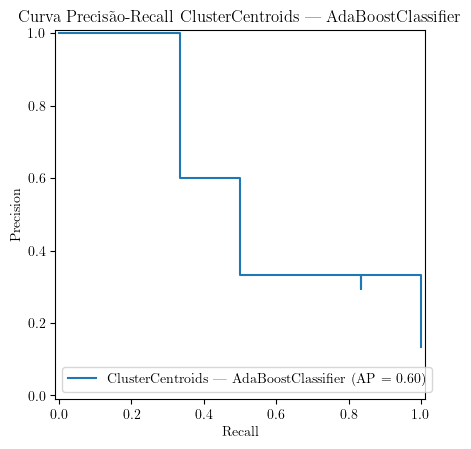 Curva Precisão-Recall ClusterCentroids — AdaBoostClassifier
1.0
0.8
0.6
0.4
0.2
0.0
Precision
ClusterCentroids — AdaBoostClassifier (AP = 0.60)
0.0 0.2 0.4 0.6 0.8 1.0
Recall